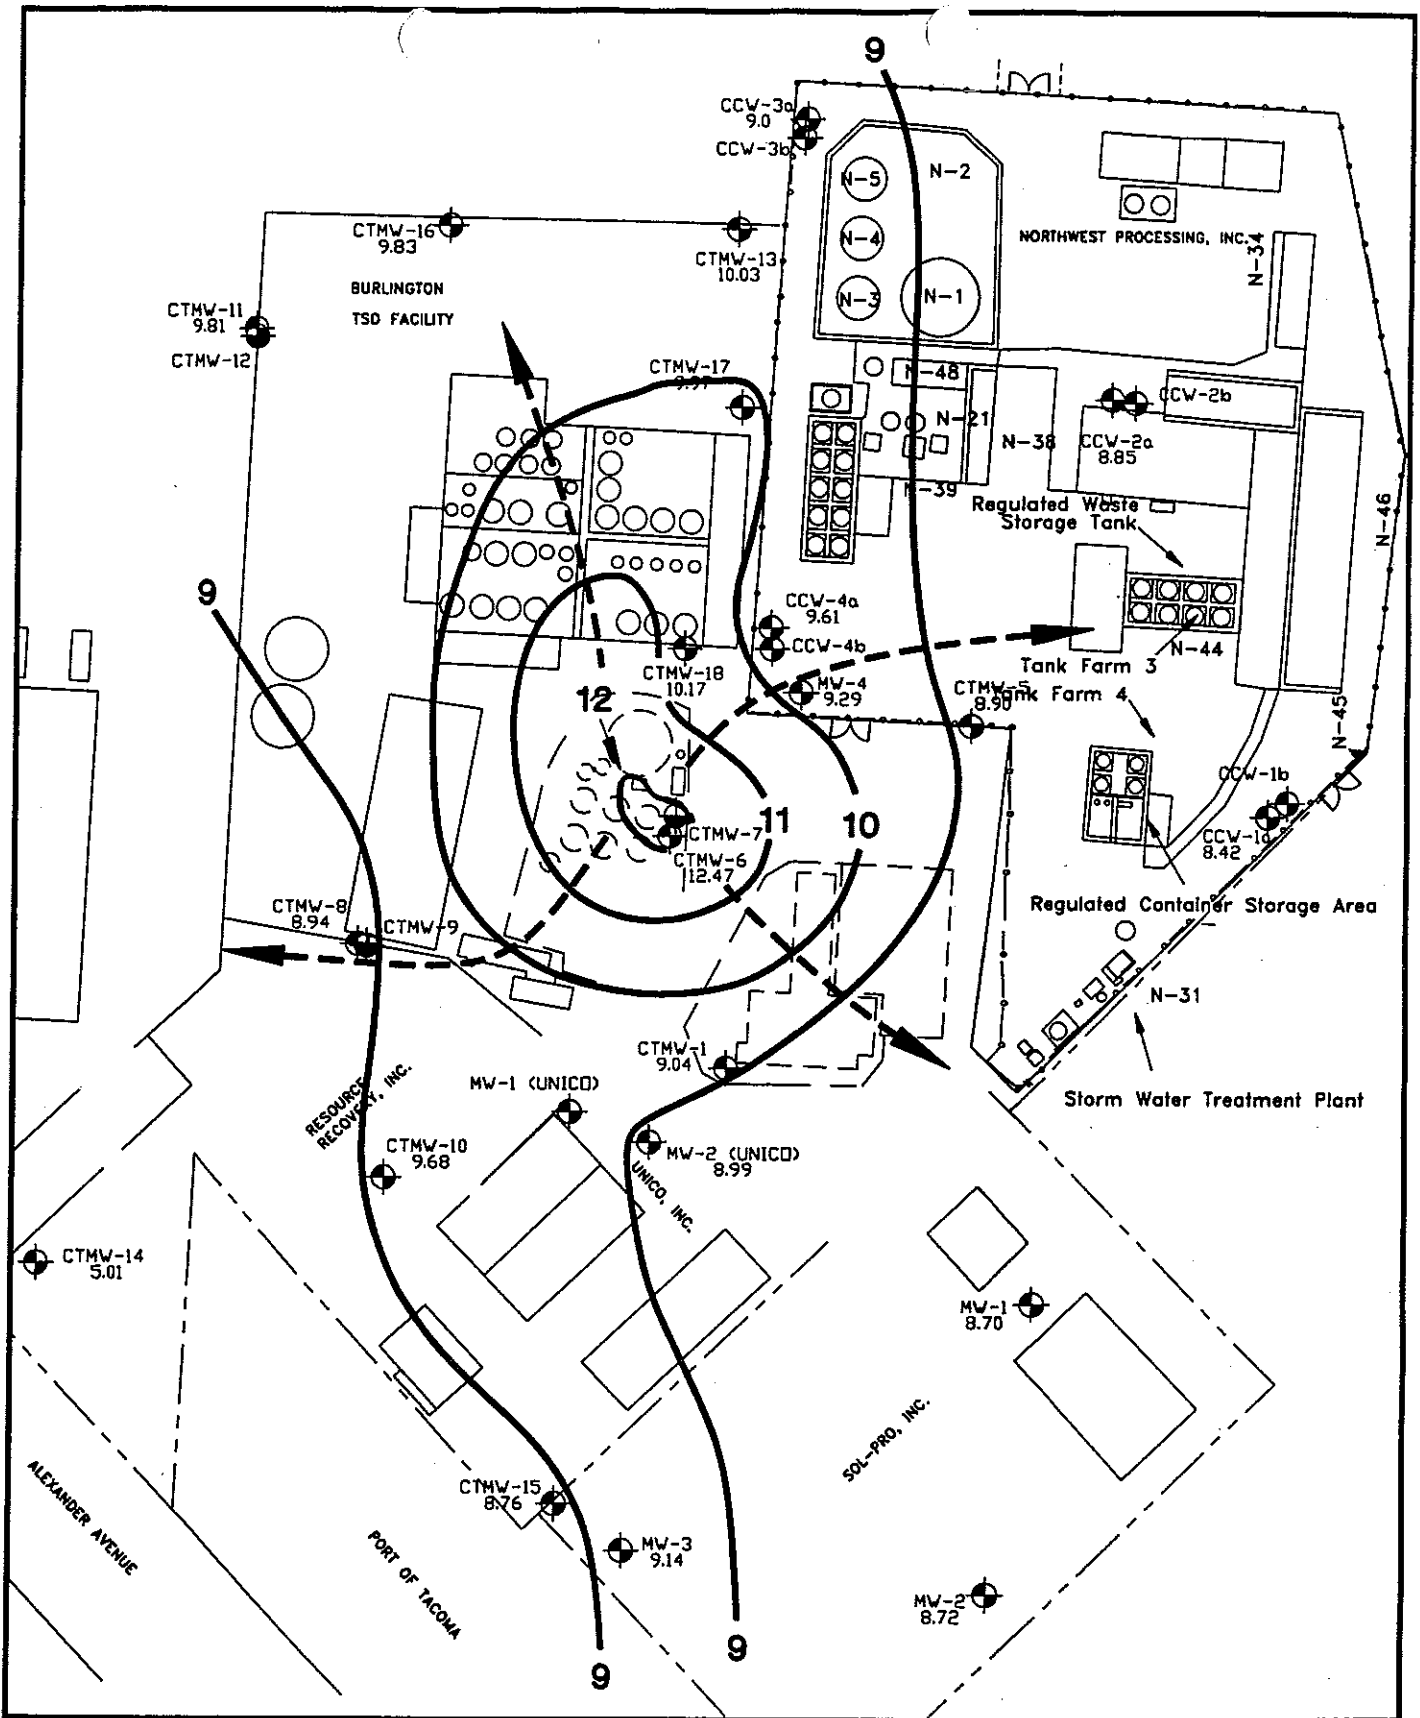 9
CCW-3a
9.0
CCW-3b
N-5
N-2
N-4
N-3
N-1
NORTHWEST PROCESSING, INC.
N-34
CTMW-16
9.83
CTMW-13
10.03
BURLINGTON
TSD FACILITY
CTMW-11
9.81
CTMW-12
CTMW-17
9.97
N-48
N-21
N-38
N-39
CCW-2b
CCW-2a
8.85
Regulated Waste
Storage Tank
N-46
9
CCW-4a
9.61
CCW-4b
N-44
Tank Farm 3
Tank Farm 4
CTMW-18
10.17
12
MW-4
9.29
CTMW-5
8.90
N-45
CCW-1b
CCW-1a
8.42
11
10
CTMW-7
CTMW-6
12.47
CTMW-8
8.94
CTMW-9
Regulated Container Storage Area
N-31
Storm Water Treatment Plant
CTMW-1
9.04
MW-1 (UNICO)
RESOURCE
RECOVERY, INC.
CTMW-10
9.68
MW-2 (UNICO)
8.99
UNICO, INC.
CTMW-14
5.01
MW-1
8.70
SOL-PRO, INC.
CTMW-15
8.76
MW-3
9.14
ALEXANDER AVENUE
PORT OF TACOMA
MW-2
8.72
9
9